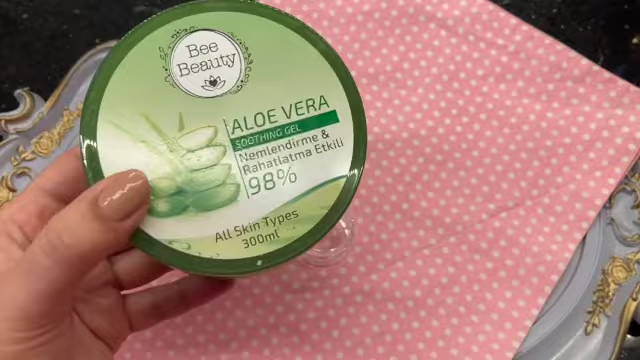 Bee
Beauty
ALOE VERA
SOOTHING GEL
Nemlendirme &
Rahatlatma Etkili
98%
All Skin Types
300ml